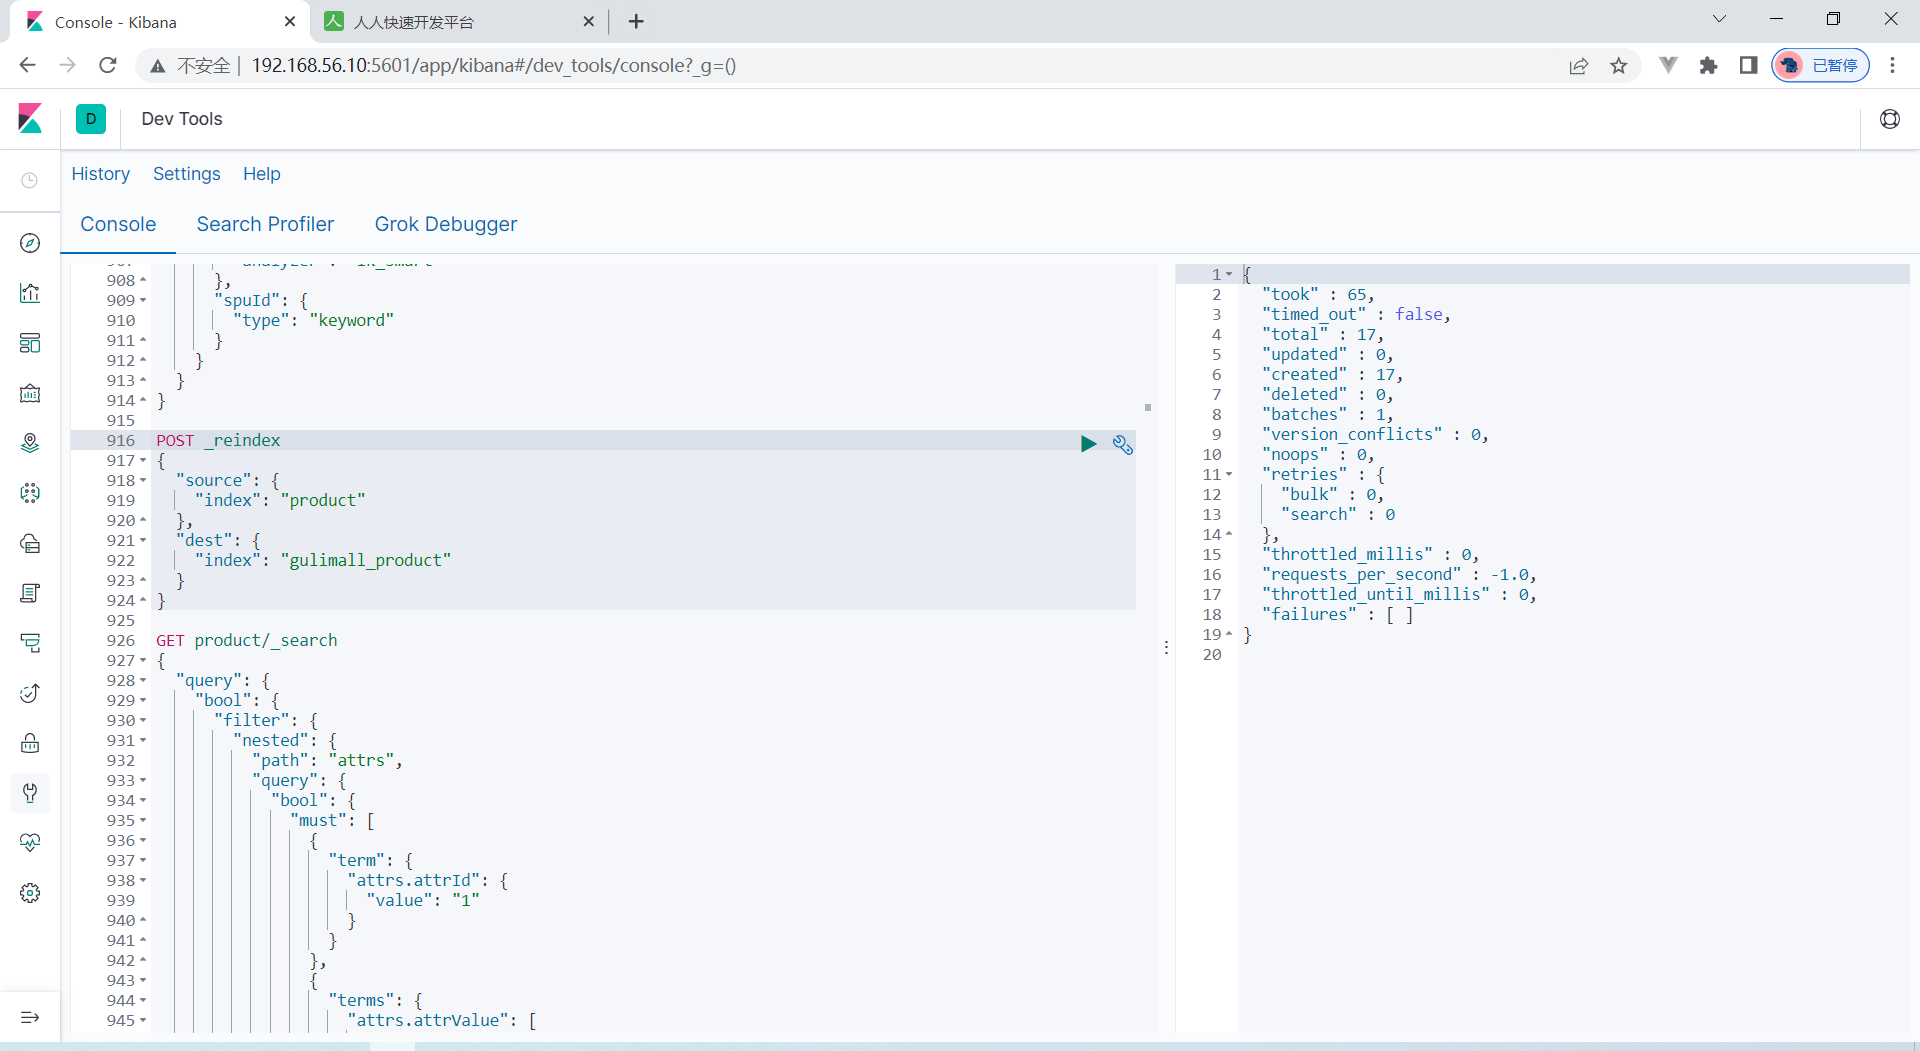 Console - Kibana
人人快速开发平台
不安全 192.168.56.10:5601/app/kibana#/dev_tools/console?_g=()
已暂停
D Dev Tools
History Settings Help
Console Search Profiler Grok Debugger
908 },
909 "spuId": {
910 "type": "keyword"
911 }
912 }
913 }
914 }
915
916 POST _reindex
917 {
918 "source": {
919 "index": "product"
920 },
921 "dest": {
922 "index": "gulimall_product"
923 }
924 }
925
926 GET product/_search
927 {
928 "query": {
929 "bool": {
930 "filter": {
931 "nested": {
932 "path": "attrs",
933 "query": {
934 "bool": {
935 "must": [
936 {
937 "term": {
938 "attrs.attrId": {
939 "value": "1"
940 }
941 }
942 },
943 {
944 "terms": {
945 "attrs.attrValue": [
1 {
2 "took" : 65,
3 "timed_out" : false,
4 "total" : 17,
5 "updated" : 0,
6 "created" : 17,
7 "deleted" : 0,
8 "batches" : 1,
9 "version_conflicts" : 0,
10 "noops" : 0,
11 "retries" : {
12 "bulk" : 0,
13 "search" : 0
14 },
15 "throttled_millis" : 0,
16 "requests_per_second" : -1.0,
17 "throttled_until_millis" : 0,
18 "failures" : [ ]
19 }
20